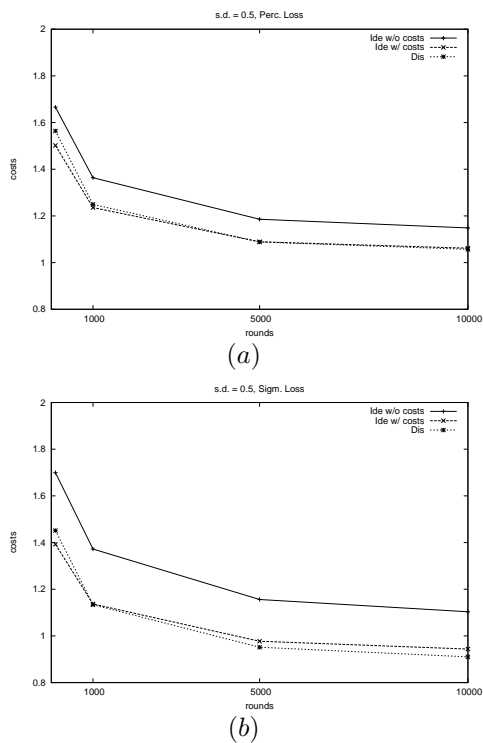 s.d. = 0.5, Perc. Loss
2
1.8
1.6
1.4
1.2
1
0.8
costs
Ide w/o costs
Ide w/ costs
Dis
1000
5000
10000
rounds
(a)
s.d. = 0.5, Sigm. Loss
2
1.8
1.6
1.4
1.2
1
0.8
costs
Ide w/o costs
Ide w/ costs
Dis
1000
5000
10000
rounds
(b)